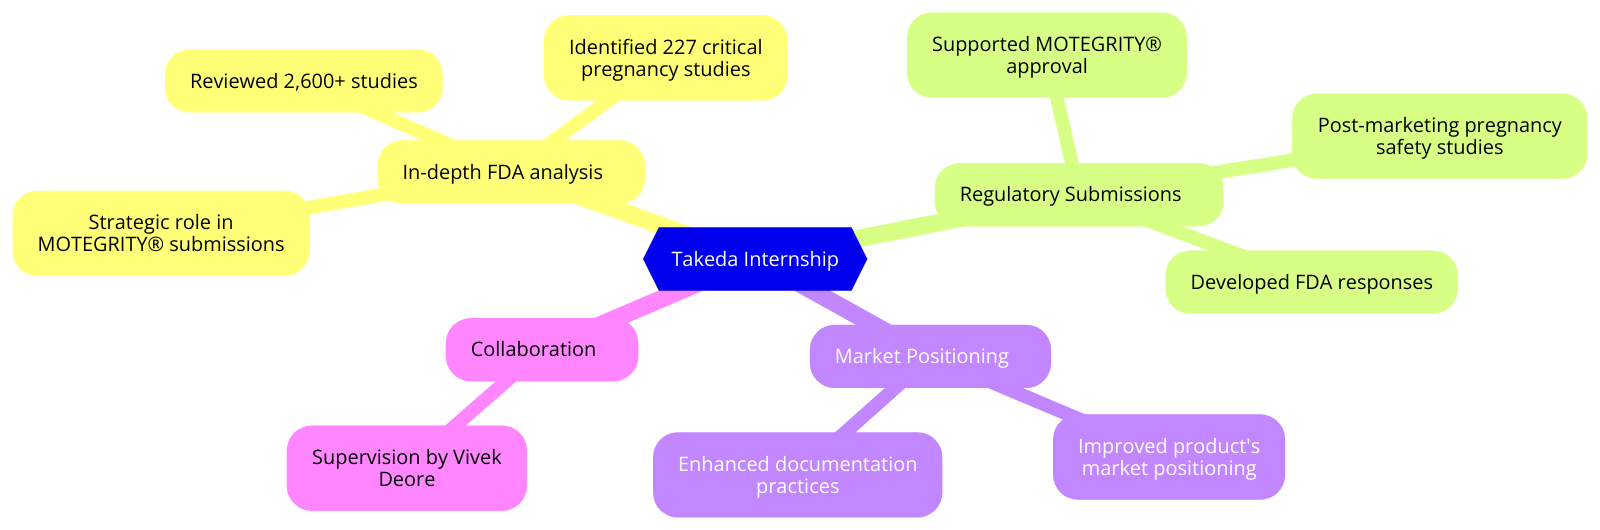 Identified 227 critical
pregnancy studies
Reviewed 2,600+ studies
In-depth FDA analysis
Strategic role in
MOTEGRITY® submissions
Supported MOTEGRITY®
approval
Post-marketing pregnancy
safety studies
Regulatory Submissions
Developed FDA responses
Takeda Internship
Collaboration
Supervision by Vivek
Deore
Market Positioning
Enhanced documentation
practices
Improved product's
market positioning